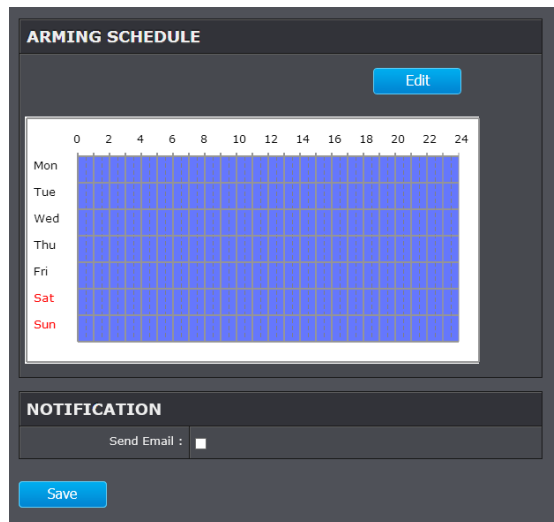 ARMING SCHEDULE
Edit
0 2 4 6 8 10 12 14 16 18 20 22 24
Mon
Tue
Wed
Thu
Fri
Sat
Sun
NOTIFICATION
Send Email :
Save